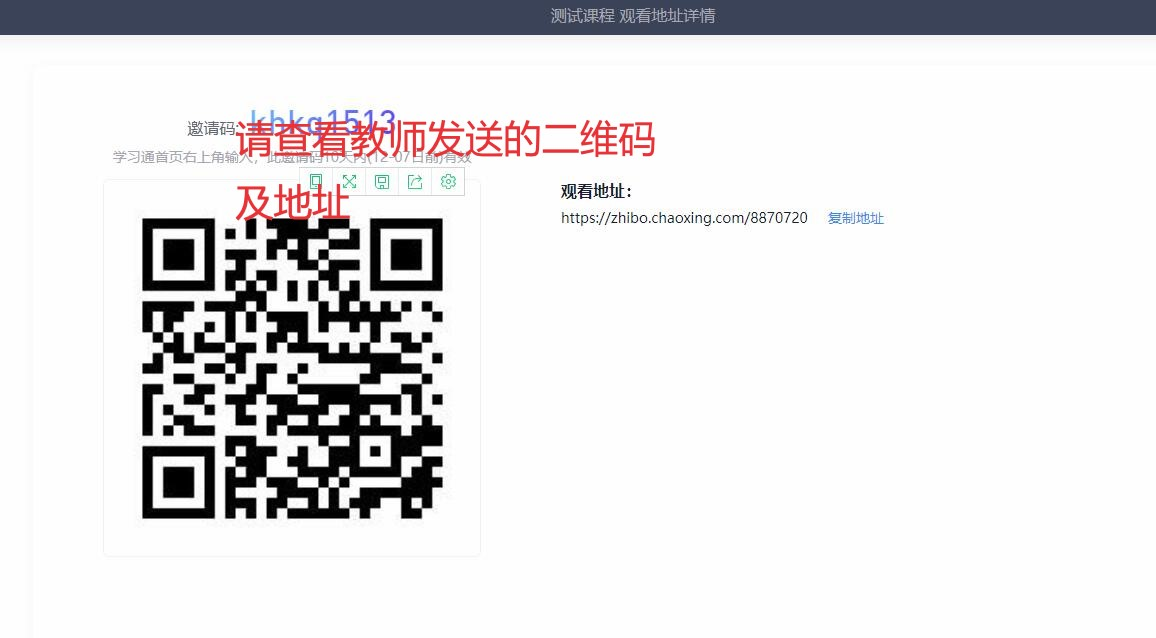 测试课程 观看地址详情
邀请码: khkq1513
请查看教师发送的二维码
学习通首页右上角输入，此邀请码10天内(12-07日前)有效
及地址
观看地址：
https://zhibo.chaoxing.com/8870720 复制地址